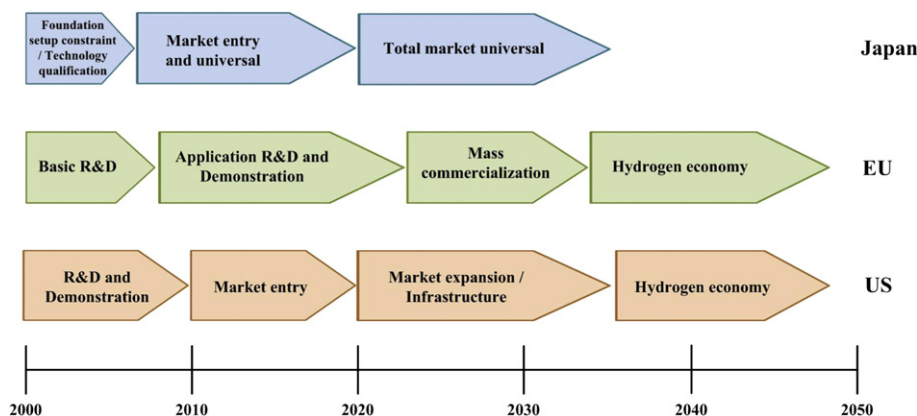 Foundation
setup constraint
/ Technology
qualification
Market entry
and universal
Total market universal
Japan
Basic R&D
Application R&D and
Demonstration
Mass
commercialization
Hydrogen economy
EU
R&D and
Demonstration
Market entry
Market expansion /
Infrastructure
Hydrogen economy
US
2000
2010
2020
2030
2040
2050